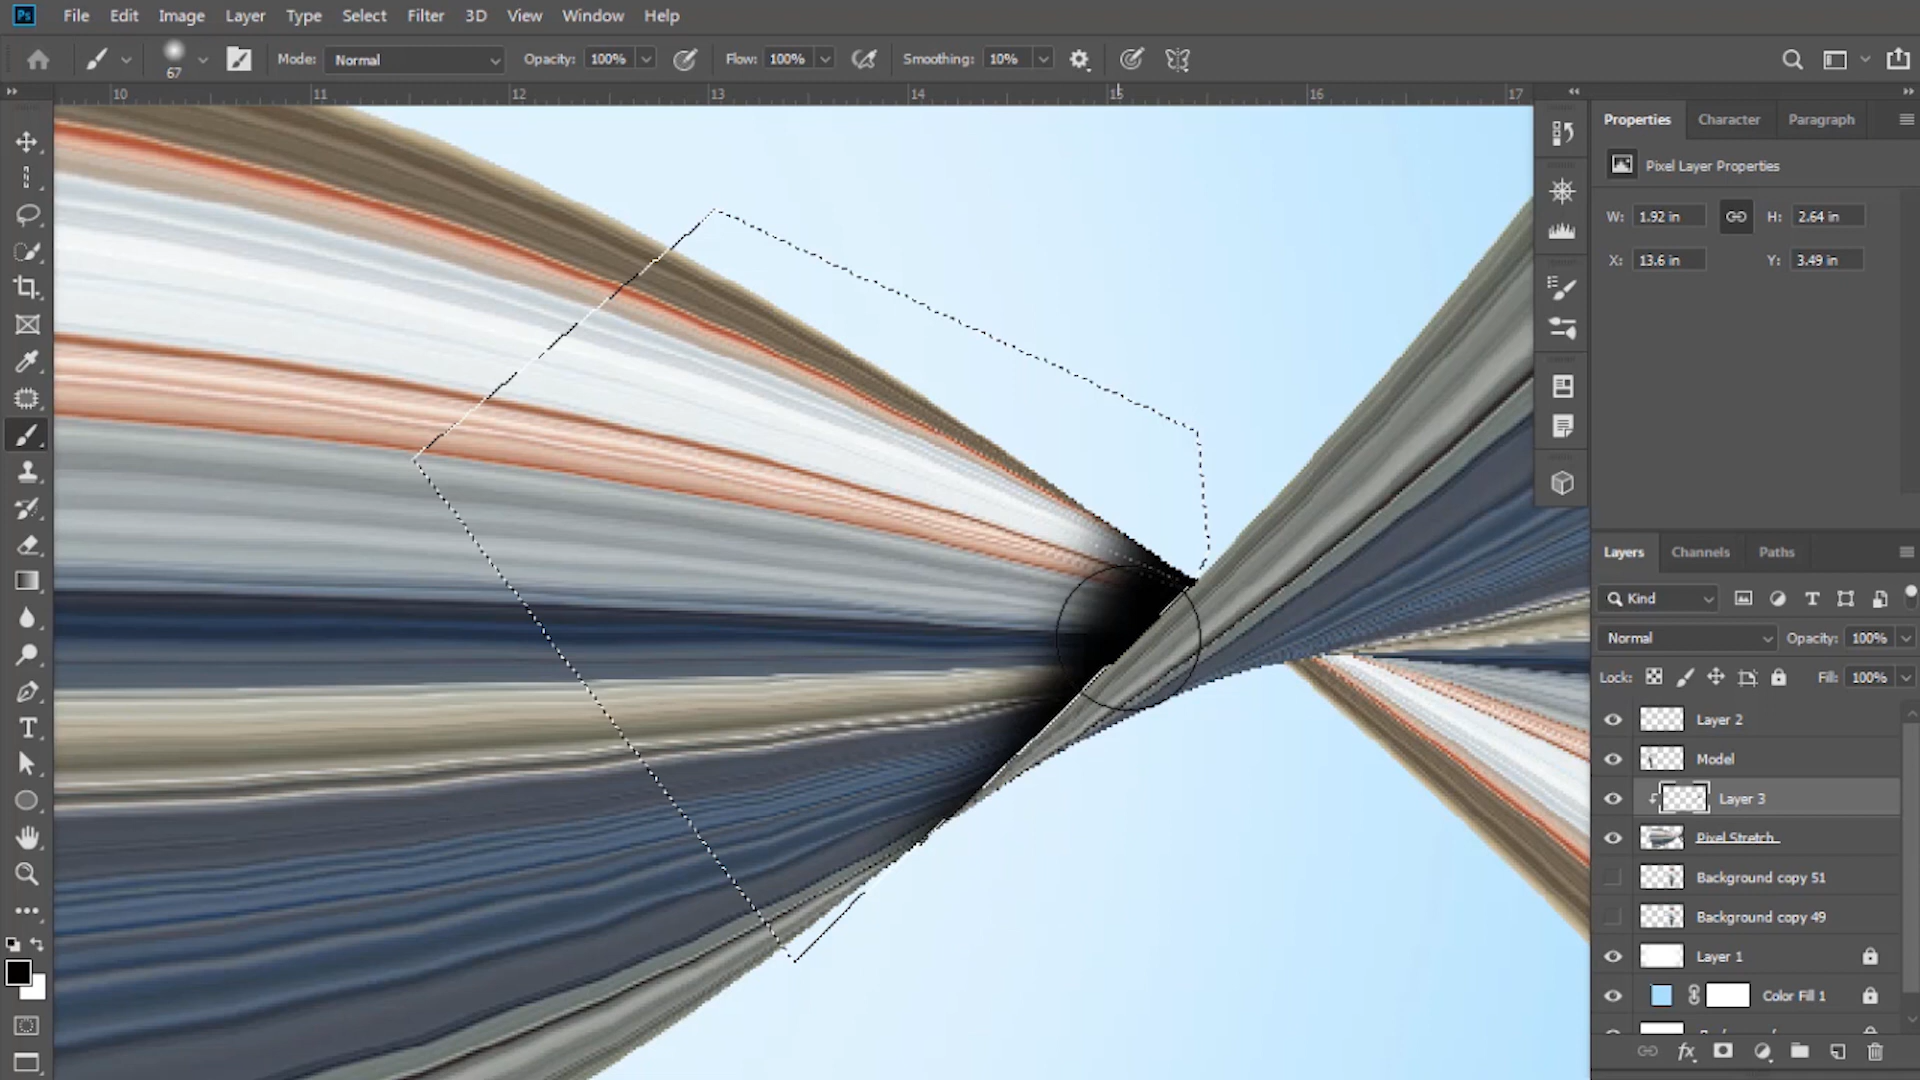 Ps File Edit Image Layer Type Select Filter 3D View Window Help
67 Mode: Normal Opacity: 100% Flow: 100% Smoothing: 10%
10 11 12 13 14 15 16 17
Properties Character Paragraph
Pixel Layer Properties
W: 1.92 in H: 2.64 in
X: 13.6 in Y: 3.49 in
Layers Channels Paths
Kind
Normal Opacity: 100%
Lock: Fill: 100%
Layer 2
Model
Layer 3
Pixel Stretch
Background copy 51
Background copy 49
Layer 1
Color Fill 1